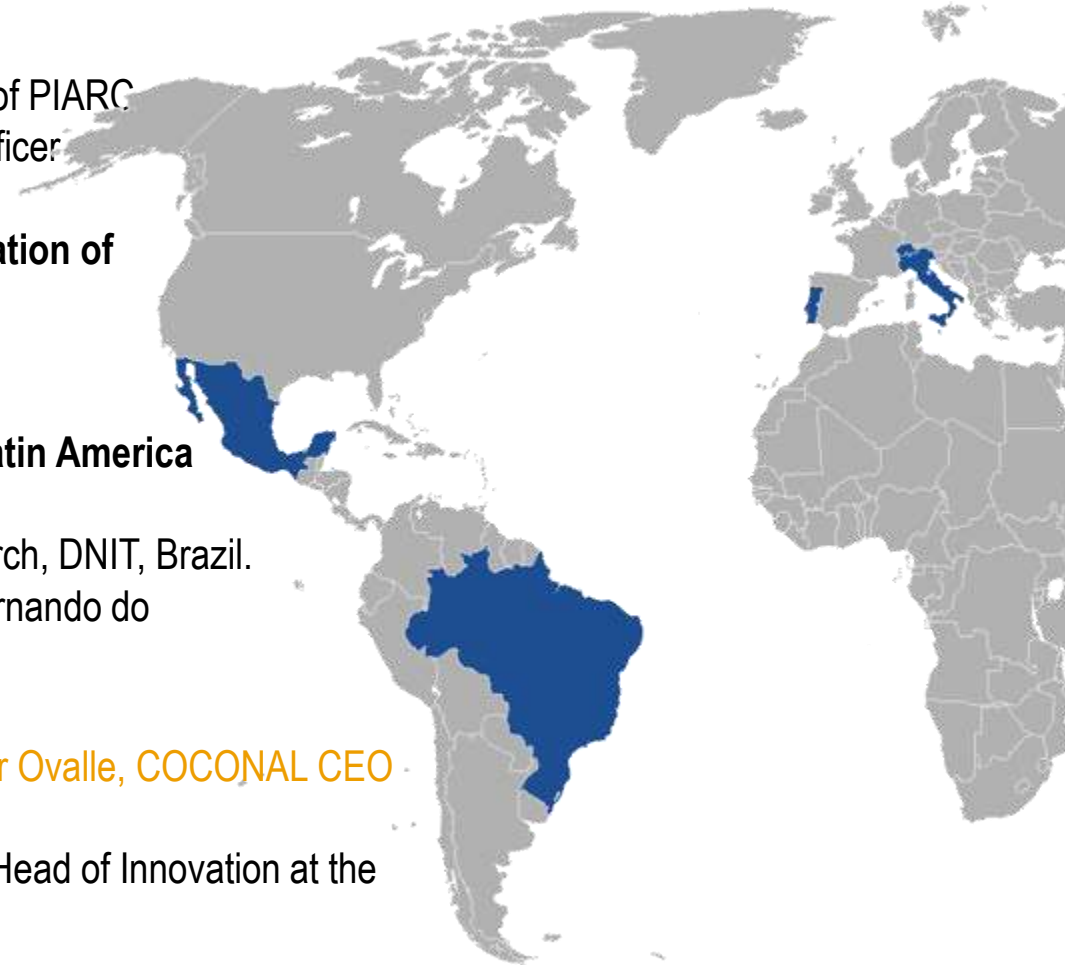 of PIARC
ficer
ation of
atin America
rch, DNIT, Brazil.
rnando do
r Ovalle, COCONAL CEO
Head of Innovation at the